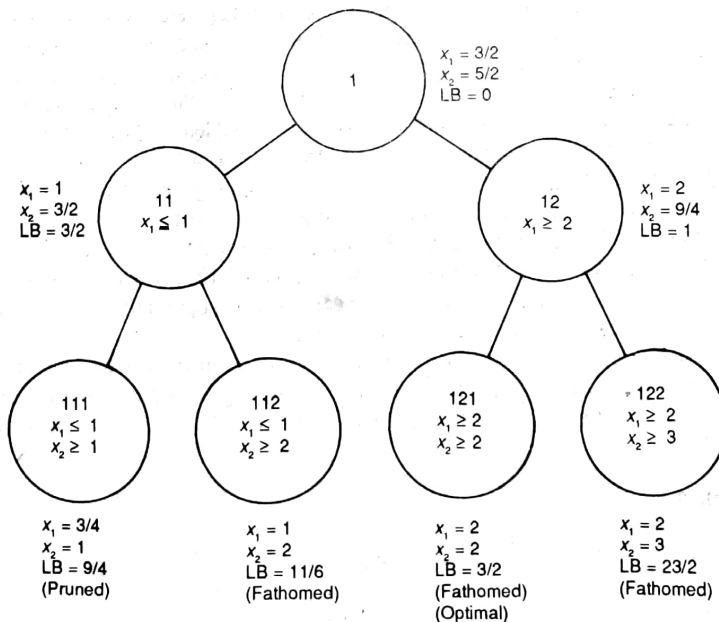 1
x₁ = 3/2
x₂ = 5/2
LB = 0
x₁ = 1
x₂ = 3/2
LB = 3/2
11
x₁ ≤ 1
12
x₁ ≥ 2
x₁ = 2
x₂ = 9/4
LB = 1
111
x₁ ≤ 1
x₂ ≥ 1
112
x₁ ≤ 1
x₂ ≥ 2
121
x₁ ≥ 2
x₂ ≥ 2
122
x₁ ≥ 2
x₂ ≥ 3
x₁ = 3/4
x₂ = 1
LB = 9/4
(Pruned)
x₁ = 1
x₂ = 2
LB = 11/6
(Fathomed)
x₁ = 2
x₂ = 2
LB = 3/2
(Fathomed)
(Optimal)
x₁ = 2
x₂ = 3
LB = 23/2
(Fathomed)